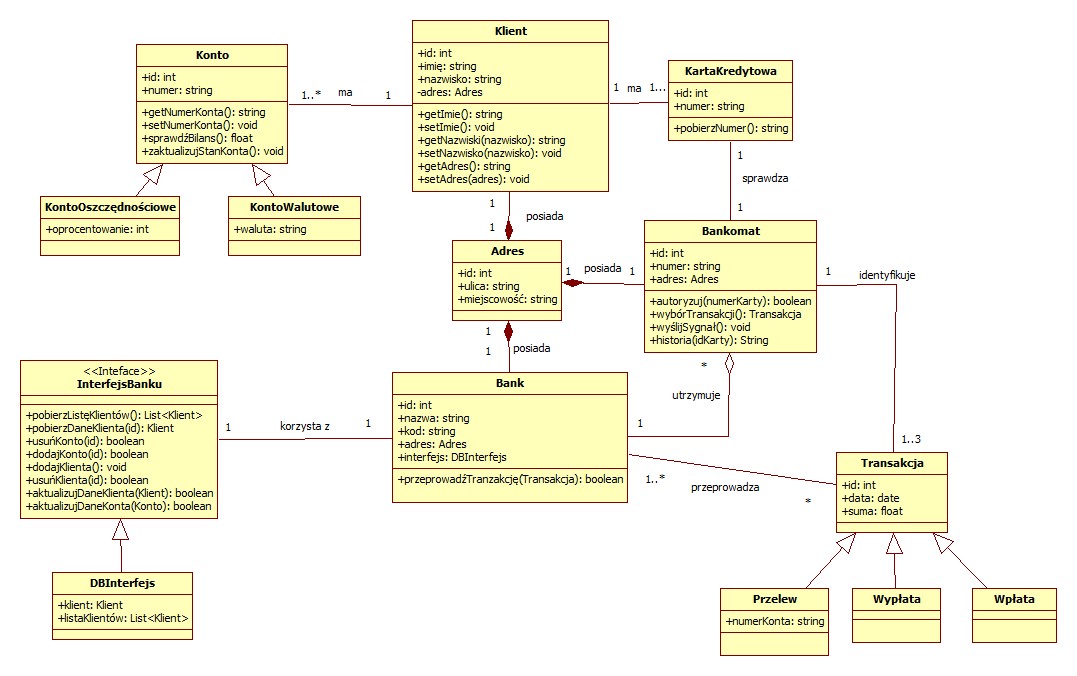 Klient
+id: int
+imię: string
+nazwisko: string
-adres: Adres
+getImie(): string
+setImie(): void
+getNazwiski(nazwisko): string
+setNazwisko(nazwisko): void
+getAdres(): string
+setAdres(adres): void
Konto
+id: int
+numer: string
+getNumerKonta(): string
+setNumerKonta(): void
+sprawdźBilans(): float
+zaktualizujStanKonta(): void
1..*
ma
1
1
ma
1...
KartaKredytowa
+id: int
+numer: string
+pobierzNumer(): string
1
sprawdza
1
KontoOszczędnościowe
+oprocentowanie: int
KontoWalutowe
+waluta: string
1
posiada
1
Adres
+id: int
+ulica: string
+miejscowość: string
1
posiada
1
Bankomat
+id: int
+numer: string
+adres: Adres
+autoryzuj(numerKarty): boolean
+wybórTransakcji(): Transakcja
+wyślijSygnał(): void
+historia(idKarty): String
1
identyfikuje
1..3
1
posiada
1
*
utrzymuje
1
<<Inteface>>
InterfejsBanku
+pobierzListęKlientów(): List<Klient>
+pobierzDaneKlienta(id): Klient
+usuńKonto(id): boolean
+dodajKonto(id): boolean
+dodajKlienta(): void
+usuńKlienta(id): boolean
+aktualizujDaneKlienta(Klient): boolean
+aktualizujDaneKonta(Konto): boolean
1
korzysta z
1
Bank
+id: int
+nazwa: string
+kod: string
+adres: Adres
+interfejs: DBInterfejs
+przeprowadźTranzakcję(Transakcja): boolean
1..*
przeprowadza
*
Transakcja
+id: int
+data: date
+suma: float
DBInterfejs
+klient: Klient
+listaKlientów: List<Klient>
Przelew
+numerKonta: string
Wypłata
Wpłata